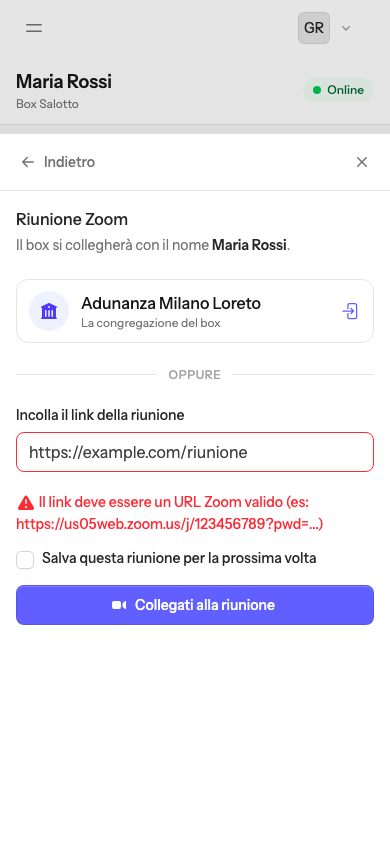 GR
Maria Rossi
Box Salotto
Online
Indietro
Riunione Zoom
Il box si collegherà con il nome Maria Rossi.
Adunanza Milano Loreto
La congregazione del box
OPPURE
Incolla il link della riunione
https://example.com/riunione
Il link deve essere un URL Zoom valido (es:
https://us05web.zoom.us/j/123456789?pwd=...)
Salva questa riunione per la prossima volta
Collegati alla riunione